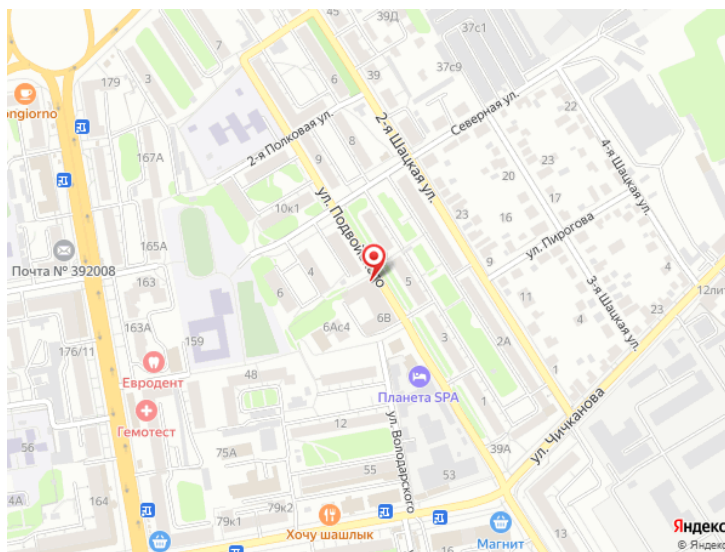 45с1
39Д
37с1
179
3
7
6
39
37с9
ongiorno
Северная ул.
22
2-я Полковая ул.
2-я Шацкая ул.
4-я Шацкая ул.
167А
9
8
23
20
17
10к1
ул. Подвойского
23
16
ул. Пирогова
165А
Почта № 392008
4
5
9
3-я Шацкая ул.
12лит
163
6
11
23
163А
6Ас4
6В
4
159
3
2А
176/11
Евродент
48
Планета SPA
1
1
ул. Чичканова
Гемотест
12
ул. Володарского
56
75А
39А
55
53
4А
164
79к2
79к1
Хочу шашлык
Магнит
13
Яндекс
© Яндекс